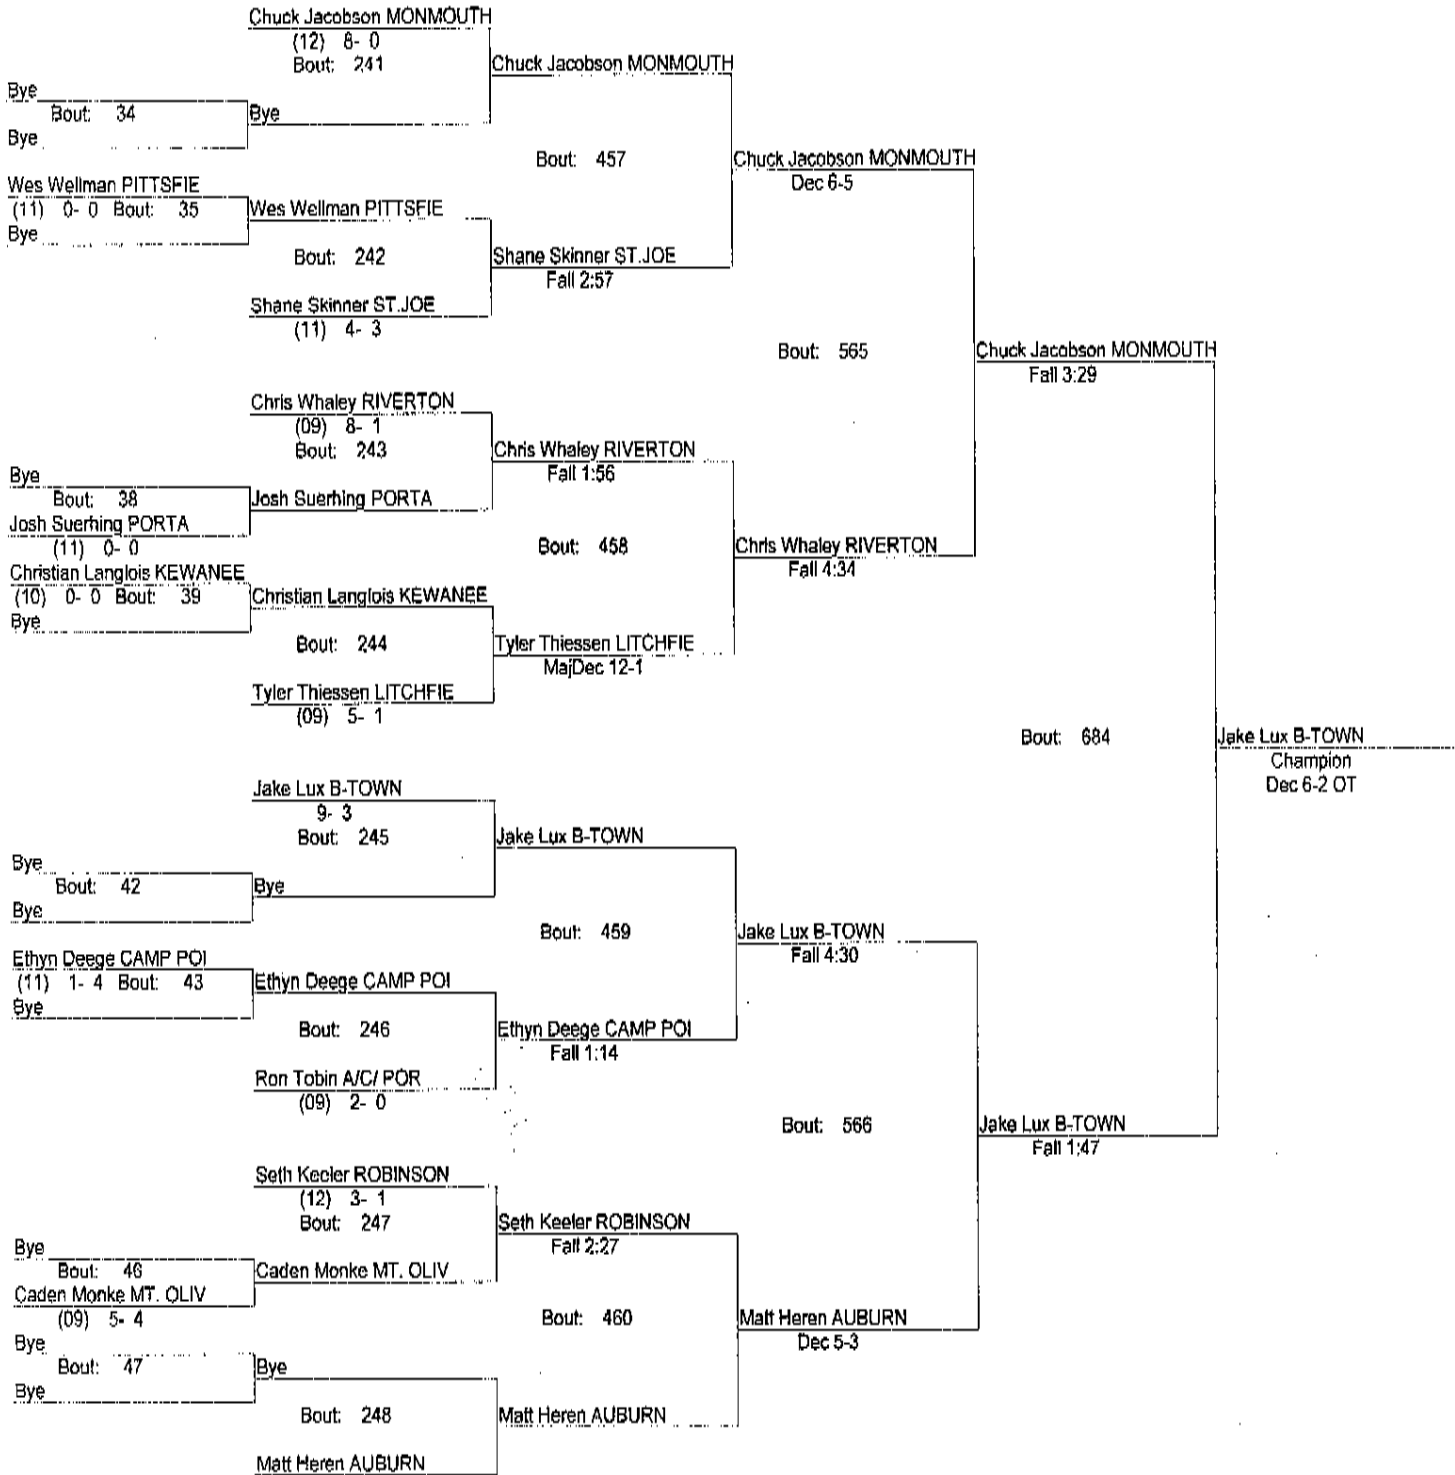 Chuck Jacobson MONMOUTH
(12) 8- 0
Bout: 241
Chuck Jacobson MONMOUTH
Bye
Bout: 34
Bye
Bye
Bout: 457
Chuck Jacobson MONMOUTH
Dec 6-5
Wes Wellman PITTSFIE
(11) 0- 0 Bout: 35
Wes Wellman PITTSFIE
Bye
Bout: 242
Shane Skinner ST.JOE
Fall 2:57
Shane Skinner ST.JOE
(11) 4- 3
Bout: 565
Chuck Jacobson MONMOUTH
Fall 3:29
Chris Whaley RIVERTON
(09) 8- 1
Bout: 243
Chris Whaley RIVERTON
Fall 1:56
Bye
Bout: 38
Josh Suerhing PORTA
Josh Suerhing PORTA
(11) 0- 0
Bout: 458
Chris Whaley RIVERTON
Fall 4:34
Christian Langlois KEWANEE
(10) 0- 0 Bout: 39
Christian Langlois KEWANEE
Bye
Bout: 244
Tyler Thiessen LITCHFIE
MajDec 12-1
Tyler Thiessen LITCHFIE
(09) 5- 1
Bout: 684
Jake Lux B-TOWN
Champion
Dec 6-2 OT
Jake Lux B-TOWN
9- 3
Bout: 245
Jake Lux B-TOWN
Bye
Bout: 42
Bye
Bye
Bout: 459
Jake Lux B-TOWN
Fall 4:30
Ethyn Deege CAMP POI
(11) 1- 4 Bout: 43
Ethyn Deege CAMP POI
Bye
Bout: 246
Ethyn Deege CAMP POI
Fall 1:14
Ron Tobin A/C/ POR
(09) 2- 0
Bout: 566
Jake Lux B-TOWN
Fall 1:47
Seth Keeler ROBINSON
(12) 3- 1
Bout: 247
Seth Keeler ROBINSON
Fall 2:27
Bye
Bout: 46
Caden Monke MT. OLIV
Caden Monke MT. OLIV
(09) 5- 4
Bout: 460
Matt Heren AUBURN
Dec 5-3
Bye
Bout: 47
Bye
Bye
Bout: 248
Matt Heren AUBURN
Matt Heren AUBURN